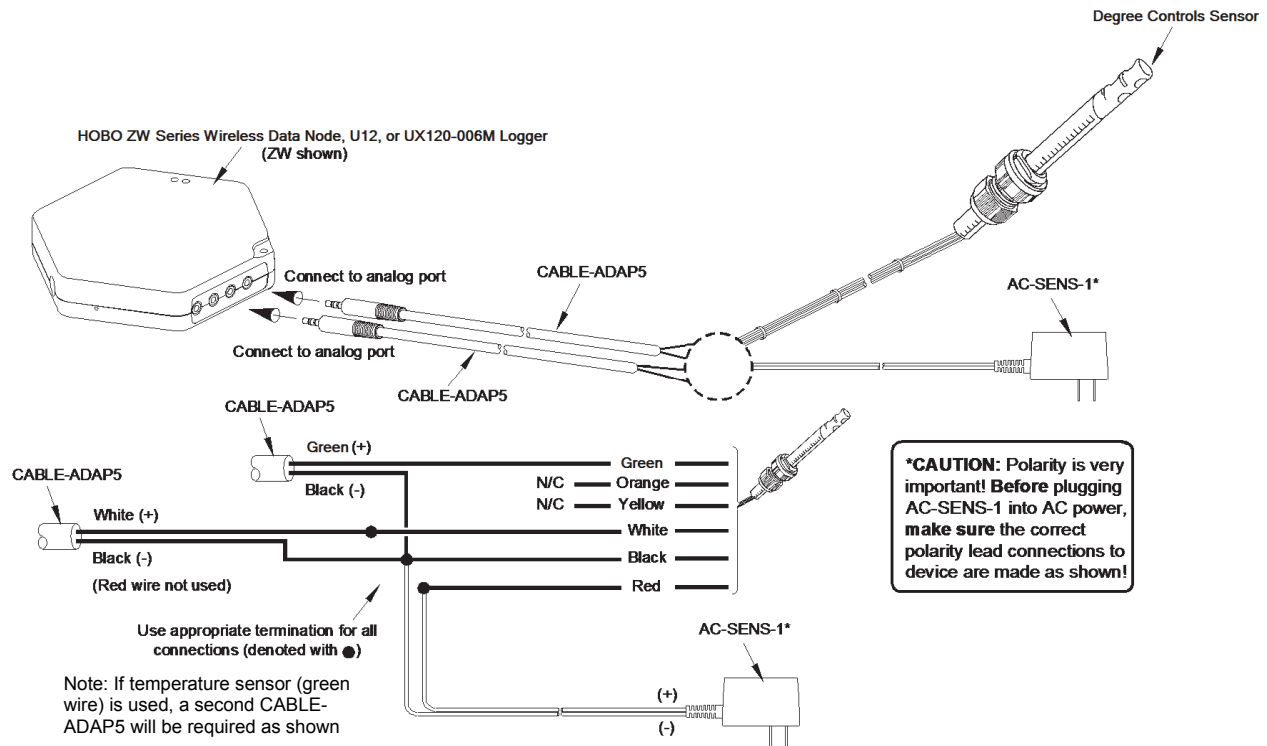 Degree Controls Sensor
HOBO ZW Series Wireless Data Node, U12, or UX120-006M Logger
(ZW shown)
Connect to analog port
CABLE-ADAP5
AC-SENS-1*
Connect to analog port
CABLE-ADAP5
CABLE-ADAP5
Green (+)
Black (-)
CABLE-ADAP5
White (+)
Black (-)
(Red wire not used)
Green
N/C Orange
N/C Yellow
White
Black
Red
*CAUTION: Polarity is very
important! Before plugging
AC-SENS-1 into AC power,
make sure the correct
polarity lead connections to
device are made as shown!
Use appropriate termination for all
connections (denoted with ●)
AC-SENS-1*
(+)
(-)
Note: If temperature sensor (green
wire) is used, a second CABLE-
ADAP5 will be required as shown